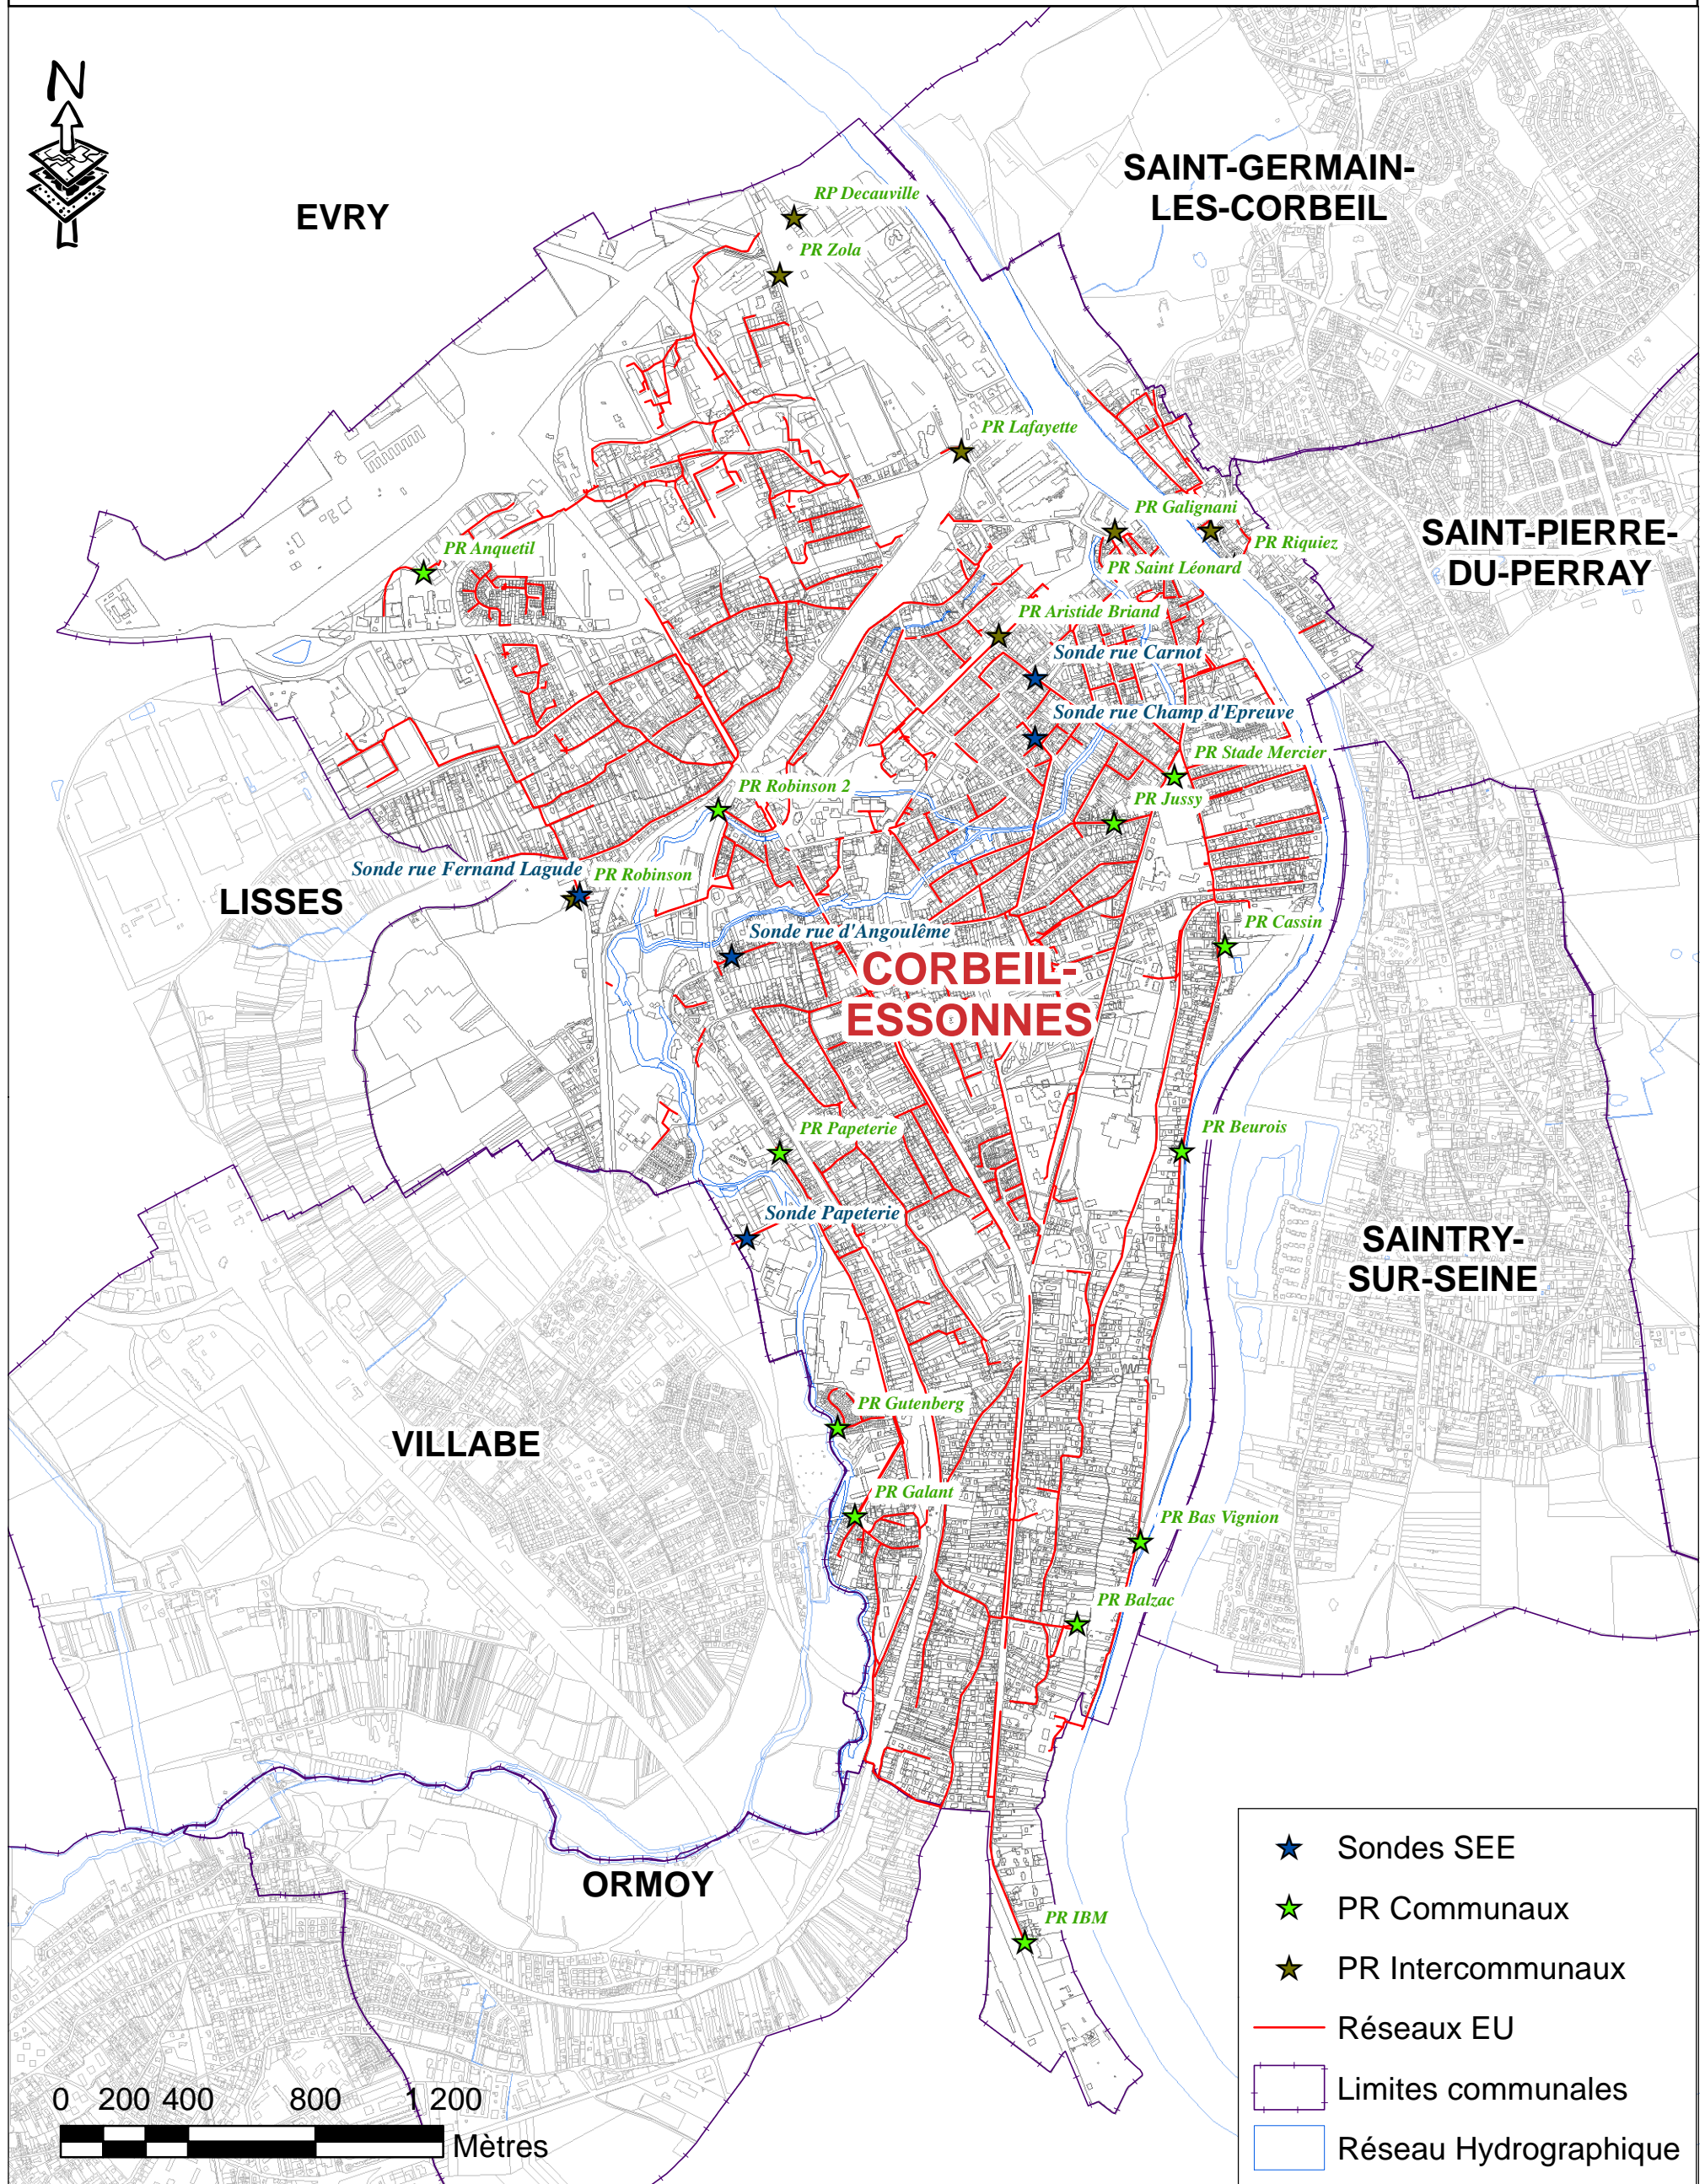 N
EVRY
SAINT-GERMAIN-
LES-CORBEIL
RP Decauville
PR Zola
PR Lafayette
PR Galignani
PR Riquiez
SAINT-PIERRE-
DU-PERRAY
PR Anquetil
PR Saint Léonard
PR Aristide Briand
Sonde rue Carnot
Sonde rue Champ d'Epreuve
PR Stade Mercier
PR Robinson 2
PR Jussy
Sonde rue Fernand Lagude
PR Robinson
LISSES
PR Cassin
Sonde rue d'Angoulême
CORBEIL-
ESSONNES
PR Papeterie
PR Beurois
Sonde Papeterie
SAINTRY-
SUR-SEINE
PR Gutenberg
VILLABE
PR Galant
PR Bas Vignion
PR Balzac
ORMOY
PR IBM
Sondes SEE
PR Communaux
PR Intercommunaux
Réseaux EU
Limites communales
Réseau Hydrographique
0 200 400 800 1 200
Mètres